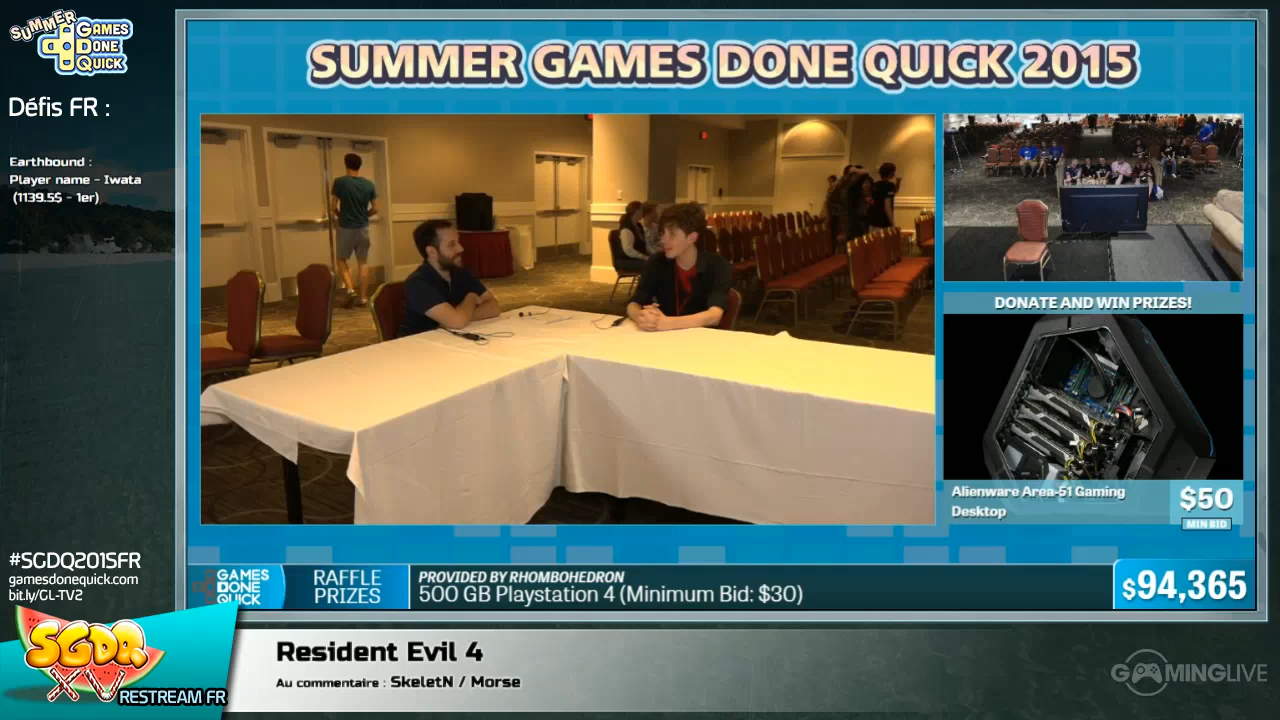 SUMMER
GAMES
DONE
QUICK
Défis FR :
Earthbound :
Player name - Iwata
(1139.5$ - 1er)
SUMMER GAMES DONE QUICK 2015
DONATE AND WIN PRIZES!
Alienware Area-51 Gaming
Desktop
$50
MIN BID
#SGDQ2015FR
gamesdonequick.com
bit.ly/GL-TV2
GAMES
DONE
QUICK
RAFFLE
PRIZES
PROVIDED BY RHOMBOHEDRON
500 GB Playstation 4 (Minimum Bid: $30)
$94,365
SGDQ
XV
RESTREAM FR
Resident Evil 4
Au commentaire : SkeletN / Morse
GAMINGLIVE